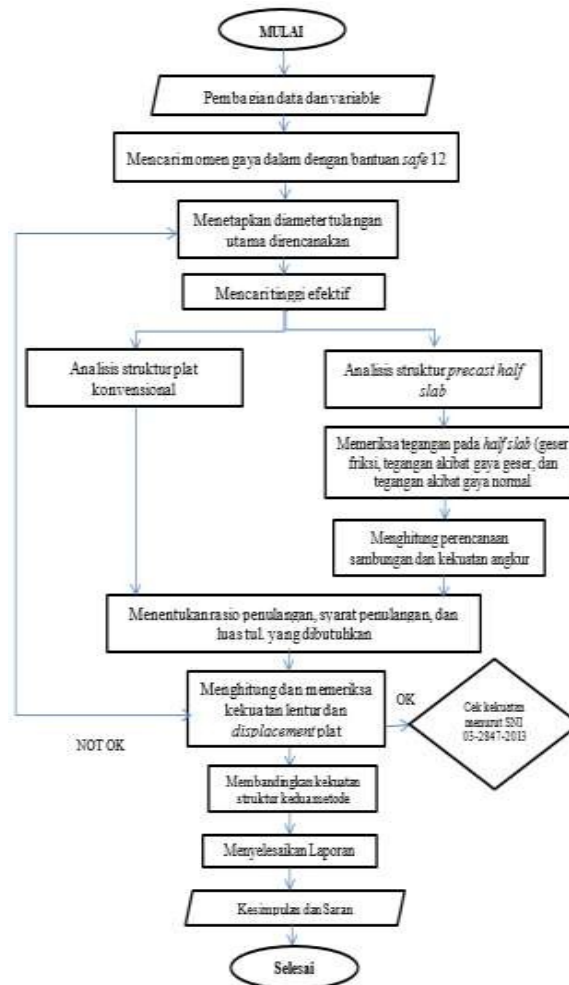 MULAI
Pembagian data dan variable
Mencari momen gaya dalam dengan bantuan safe 12
Menetapkan diameter tulangan
utama direncanakan
Mencari tinggi efektif
Analisis struktur plat
konvensional
Analisis struktur precast half
slab
Memeriksa tegangan pada half slab (geser
friksi, tegangan akibat gaya geser, dan
tegangan akibat gaya normal
Menghitung perencanaan
sambungan dan kekuatan angkur
Menentukan rasio penulangan, syarat penulangan, dan
luas tul. yang dibutuhkan
Menghitung dan memeriksa
kekuatan lentur dan
displacement plat
OK
Cek kekuatan
menurut SNI
03-2847-2013
NOT OK
Membandingkan kekuatan
struktur kedua metode
Menyelesaikan Laporan
Kesimpulan dan Saran
Selesai